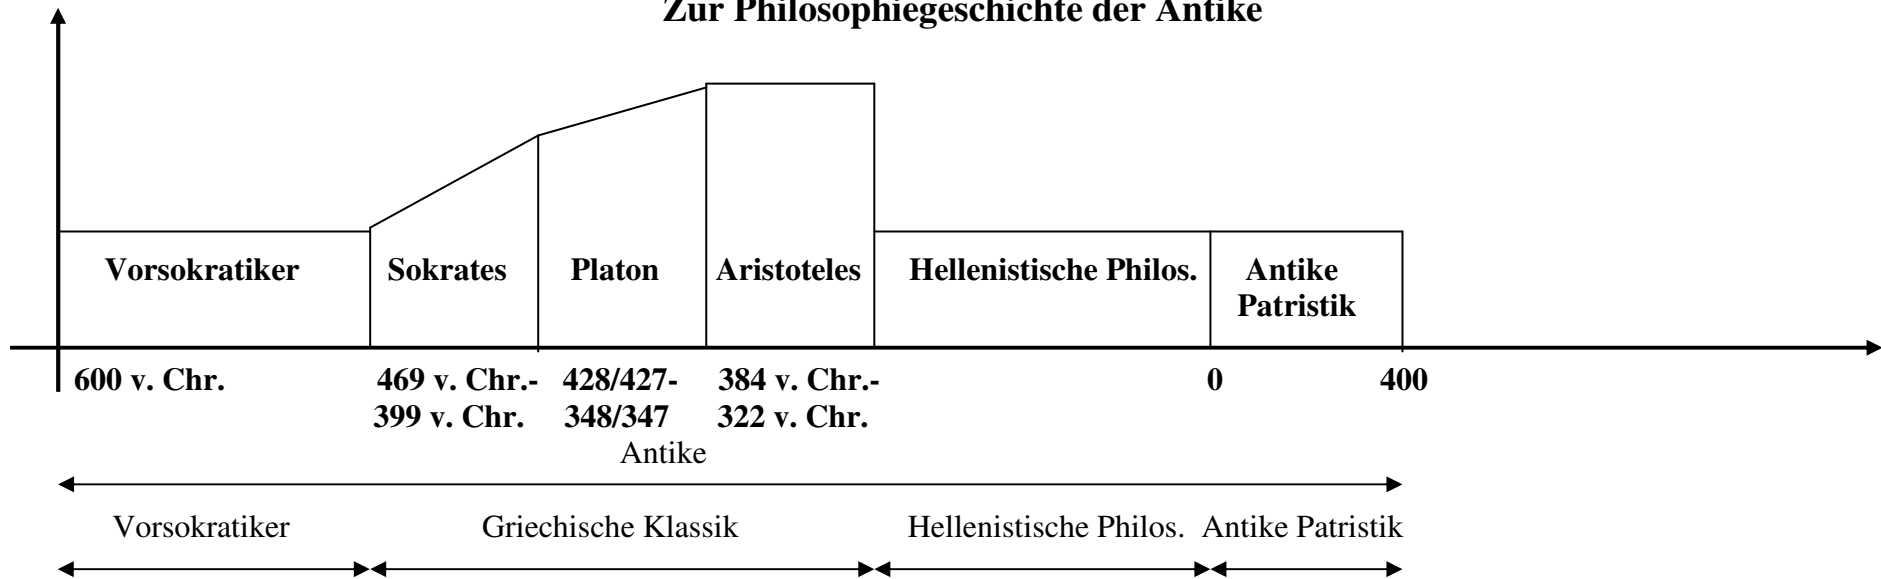 Zur Philosophiegeschichte der Antike
Vorsokratiker Sokrates Platon Aristoteles Hellenistische Philos. Antike
Patristik
600 v. Chr. 469 v. Chr.- 428/427- 384 v. Chr.- 0 400
399 v. Chr. 348/347 322 v. Chr.
Antike
Vorsokratiker Griechische Klassik Hellenistische Philos. Antike Patristik